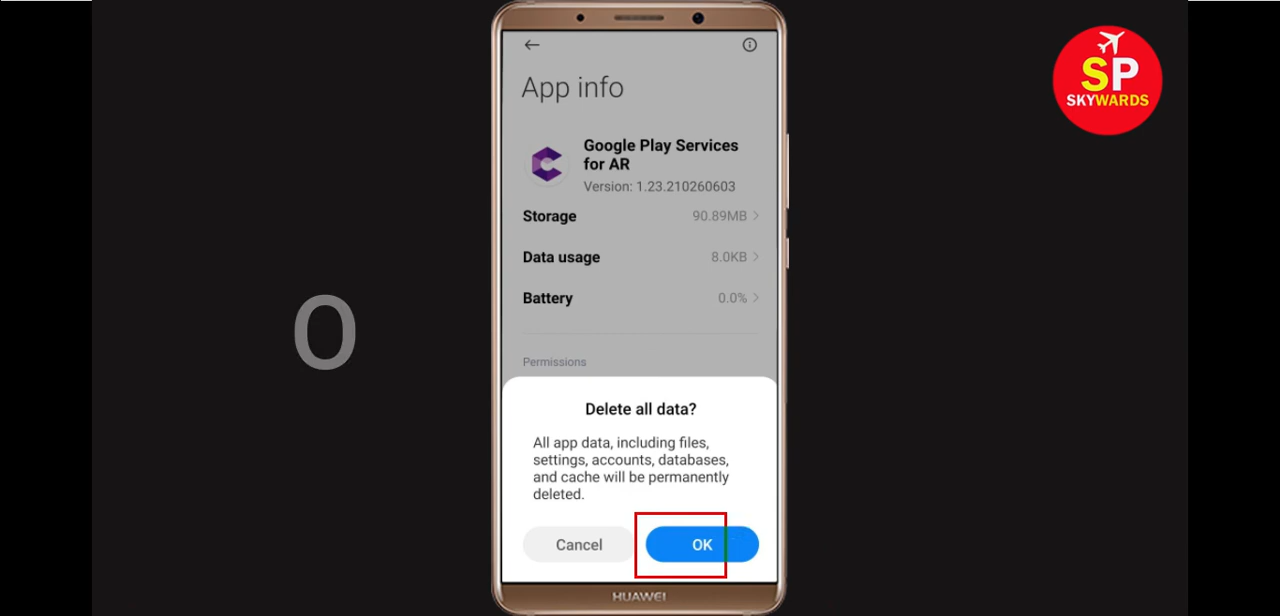 App info
Google Play Services
for AR
Version: 1.23.210260603
Storage 90.89MB
Data usage 8.0KB
Battery 0.0%
Permissions
Delete all data?
All app data, including files,
settings, accounts, databases,
and cache will be permanently
deleted.
Cancel OK
HUAWEI
O
SP
SKYWARDS